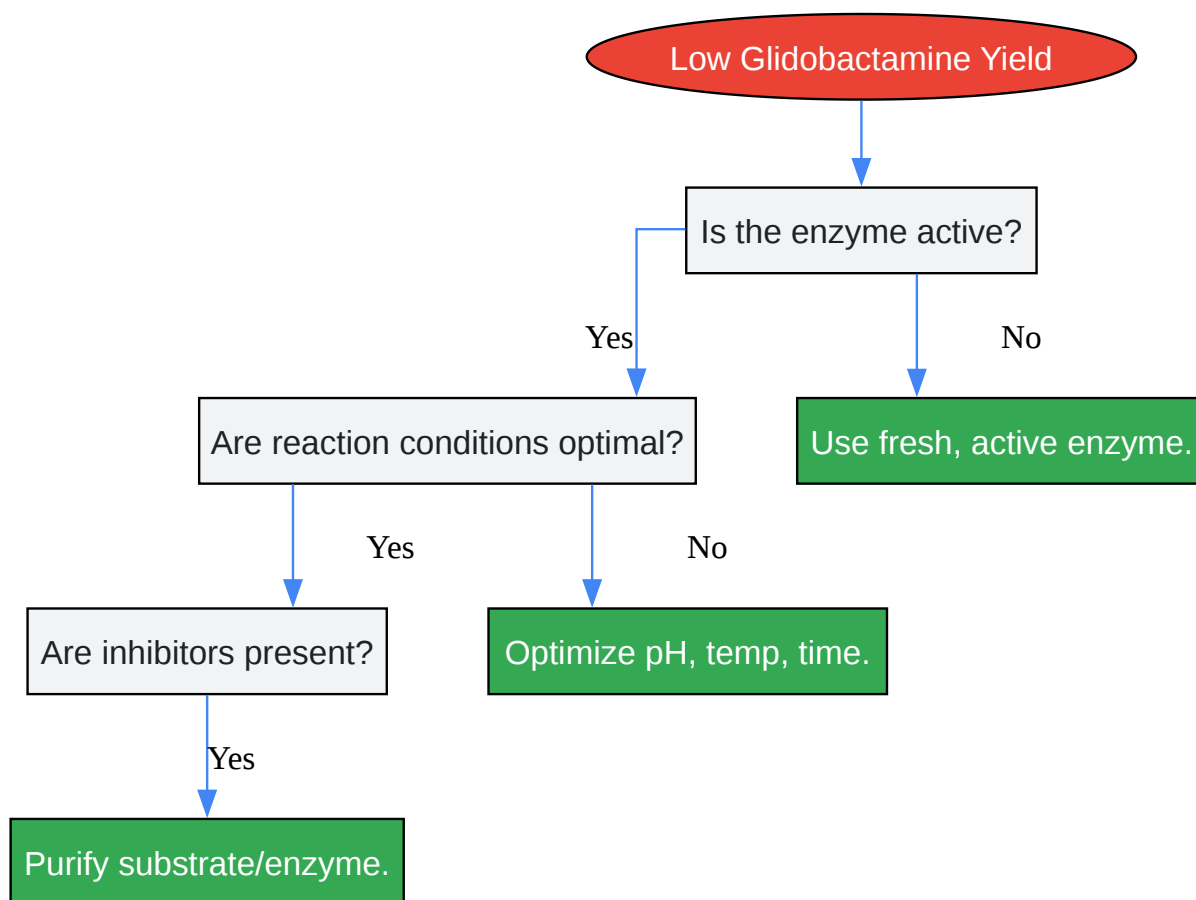 Low Glidobactamine Yield
Is the enzyme active?
Yes
No
Are reaction conditions optimal?
Use fresh, active enzyme.
Yes
No
Are inhibitors present?
Optimize pH, temp, time.
Yes
Purify substrate/enzyme.